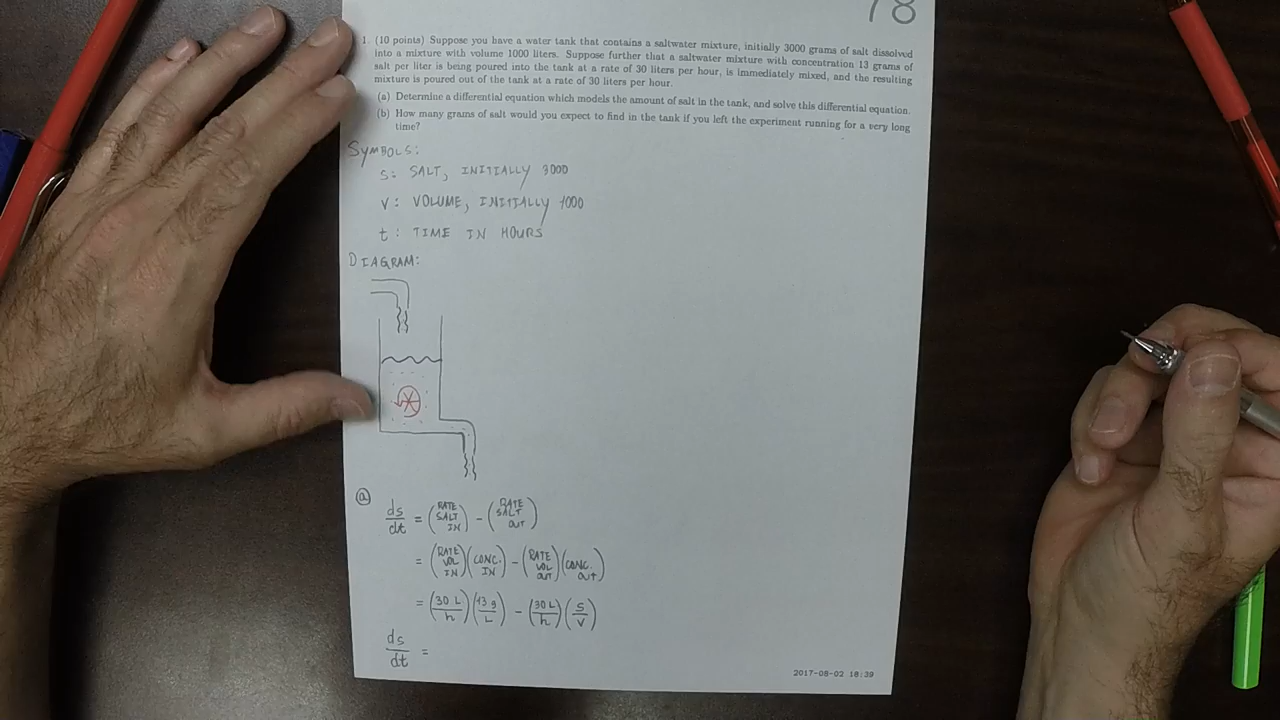 78
1. (10 points) Suppose you have a water tank that contains a saltwater mixture, initially 3000 grams of salt dissolved
into a mixture with volume 1000 liters. Suppose further that a saltwater mixture with concentration 13 grams of
salt per liter is being poured into the tank at a rate of 30 liters per hour, is immediately mixed, and the resulting
mixture is poured out of the tank at a rate of 30 liters per hour.
(a) Determine a differential equation which models the amount of salt in the tank, and solve this differential equation.
(b) How many grams of salt would you expect to find in the tank if you left the experiment running for a very long
time?
SYMBOLS:
S: SALT, INITIALLY 3000
V: VOLUME, INITIALLY 1000
t: TIME IN HOURS
DIAGRAM:
(a) ds/dt = (RATE SALT IN) - (RATE SALT OUT)
= (RATE VOL IN)(CONC. IN) - (RATE VOL OUT)(CONC. OUT)
= (30 L/h)(13 g/L) - (30 L/h)(S/V)
ds/dt =
2017-08-02 18:39